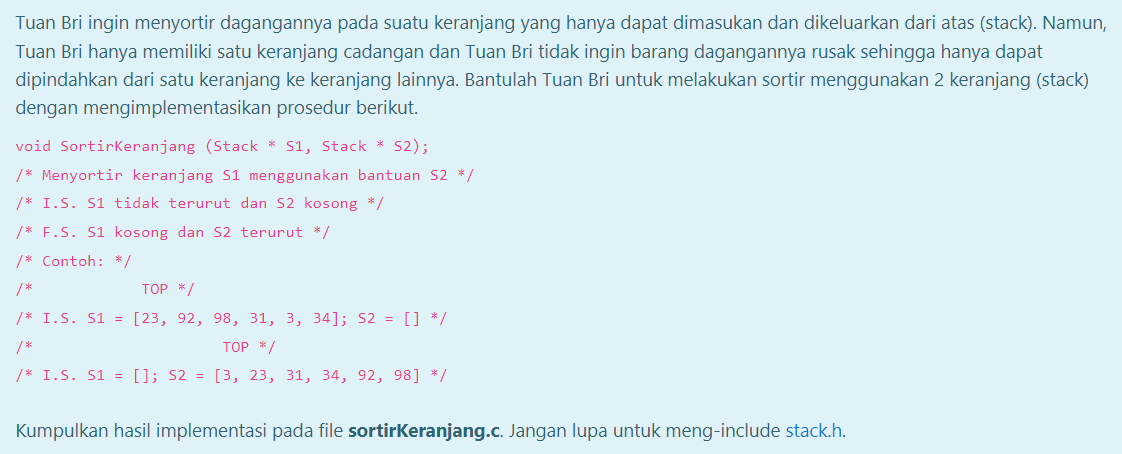 Tuan Bri ingin menyortir dagangannya pada suatu keranjang yang hanya dapat dimasukan dan dikeluarkan dari atas (stack). Namun,
Tuan Bri hanya memiliki satu keranjang cadangan dan Tuan Bri tidak ingin barang dagangannya rusak sehingga hanya dapat
dipindahkan dari satu keranjang ke keranjang lainnya. Bantulah Tuan Bri untuk melakukan sortir menggunakan 2 keranjang (stack)
dengan mengimplementasikan prosedur berikut.
void SortirKeranjang (Stack * S1, Stack * S2);
/* Menyortir keranjang S1 menggunakan bantuan S2 */
/* I.S. S1 tidak terurut dan S2 kosong */
/* F.S. S1 kosong dan S2 terurut */
/* Contoh: */
/*            TOP */
/* I.S. S1 = [23, 92, 98, 31, 3, 34]; S2 = [] */
/*                     TOP */
/* I.S. S1 = []; S2 = [3, 23, 31, 34, 92, 98] */
Kumpulkan hasil implementasi pada file sortirKeranjang.c. Jangan lupa untuk meng-include stack.h.